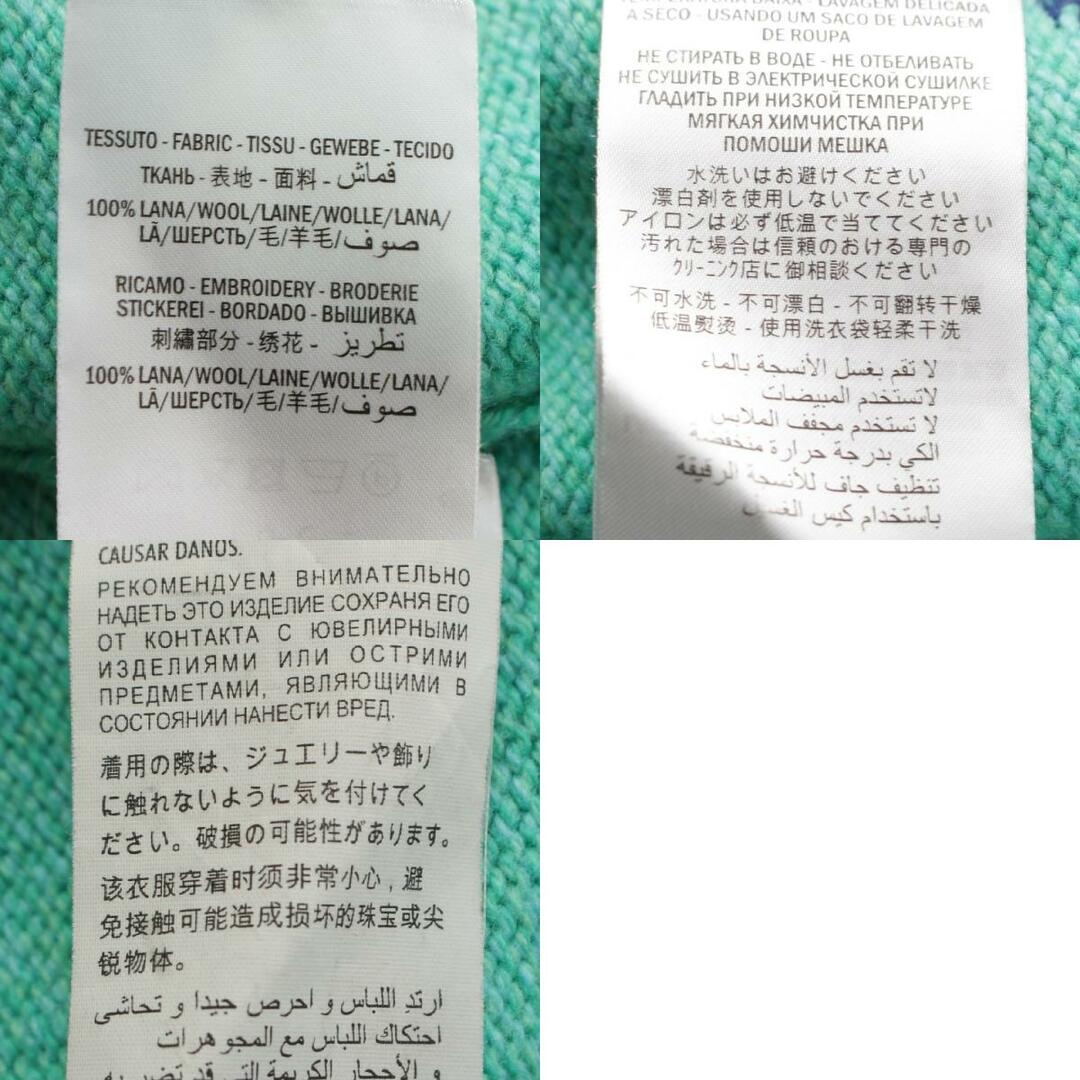 TESSUTO - FABRIC - TISSU - GEWEBE - TECIDO
ТКАНЬ - 表地 - 面料 - قماش
100% LANA/WOOL/LAINE/WOLLE/LANA/
LÃ/ШЕРСТЬ/毛/羊毛/صوف
RICAMO - EMBROIDERY - BRODERIE
STICKEREI - BORDADO - ВЫШИВКА
刺繍部分 - 绣花 - تطريز
100% LANA/WOOL/LAINE/WOLLE/LANA/
LÃ/ШЕРСТЬ/毛/羊毛/صوف
TEMPERATURA BAIXA - LAVAGEM DELICADA
A SECO - USANDO UM SACO DE LAVAGEM
DE ROUPA
НЕ СТИРАТЬ В ВОДЕ - НЕ ОТБЕЛИВАТЬ
НЕ СУШИТЬ В ЭЛЕКТРИЧЕСКОЙ СУШИЛКЕ
ГЛАДИТЬ ПРИ НИЗКОЙ ТЕМПЕРАТУРЕ
МЯГКАЯ ХИМЧИСТКА ПРИ
ПОМОШИ МЕШКА
水洗いはお避けください
漂白剤を使用しないでください
アイロンは必ず低温で当ててください
汚れた場合は信頼のおける専門の
クリーニング店に御相談ください
不可水洗 - 不可漂白 - 不可翻转干燥
低温熨烫 - 使用洗衣袋轻柔干洗
لا تقم بغسل الأنسجة بالماء
لاتستخدم المبيضات
لا تستخدم مجفف الملابس
الكي بدرجة حرارة منخفضة
تنظيف جاف للأنسجة الرقيقة
باستخدام كيس الغسل
CAUSAR DANOS.
РЕКОМЕНДУЕМ ВНИМАТЕЛЬНО
НАДЕТЬ ЭТО ИЗДЕЛИЕ СОХРАНЯ ЕГО
ОТ КОНТАКТА С ЮВЕЛИРНЫМИ
ИЗДЕЛИЯМИ ИЛИ ОСТРИМИ
ПРЕДМЕТАМИ, ЯВЛЯЮЩИМИ В
СОСТОЯНИИ НАНЕСТИ ВРЕД.
着用の際は、ジュエリーや飾り
に触れないように気を付けてく
ださい。破損の可能性があります。
该衣服穿着时须非常小心，避
免接触可能造成损坏的珠宝或尖
锐物体。
ارتدِ اللباس و احرص جيدا و تحاشى
احتكاك اللباس مع المجوهرات
و الأحجار الكريمة التي قد تضر به